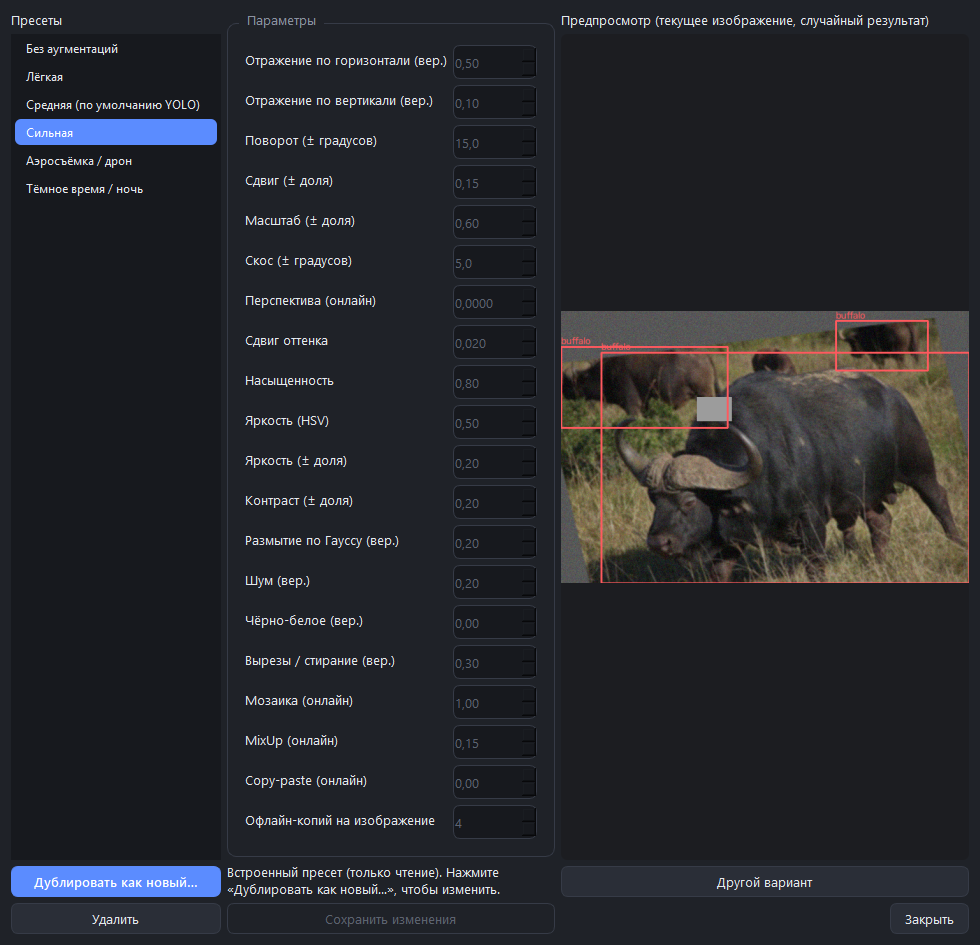 Пресеты
Без аугментаций
Лёгкая
Средняя (по умолчанию YOLO)
Сильная
Аэросъёмка / дрон
Тёмное время / ночь
Дублировать как новый...
Удалить
Параметры
Отражение по горизонтали (вер.) 0,50
Отражение по вертикали (вер.) 0,10
Поворот (± градусов) 15,0
Сдвиг (± доля) 0,15
Масштаб (± доля) 0,60
Скос (± градусов) 5,0
Перспектива (онлайн) 0,0000
Сдвиг оттенка 0,020
Насыщенность 0,80
Яркость (HSV) 0,50
Яркость (± доля) 0,20
Контраст (± доля) 0,20
Размытие по Гауссу (вер.) 0,20
Шум (вер.) 0,20
Чёрно-белое (вер.) 0,00
Вырезы / стирание (вер.) 0,30
Мозаика (онлайн) 1,00
MixUp (онлайн) 0,15
Copy-paste (онлайн) 0,00
Офлайн-копий на изображение 4
Встроенный пресет (только чтение). Нажмите
«Дублировать как новый...», чтобы изменить.
Сохранить изменения
Предпросмотр (текущее изображение, случайный результат)
buffalo
buffalo
buffalo
Другой вариант
Закрыть